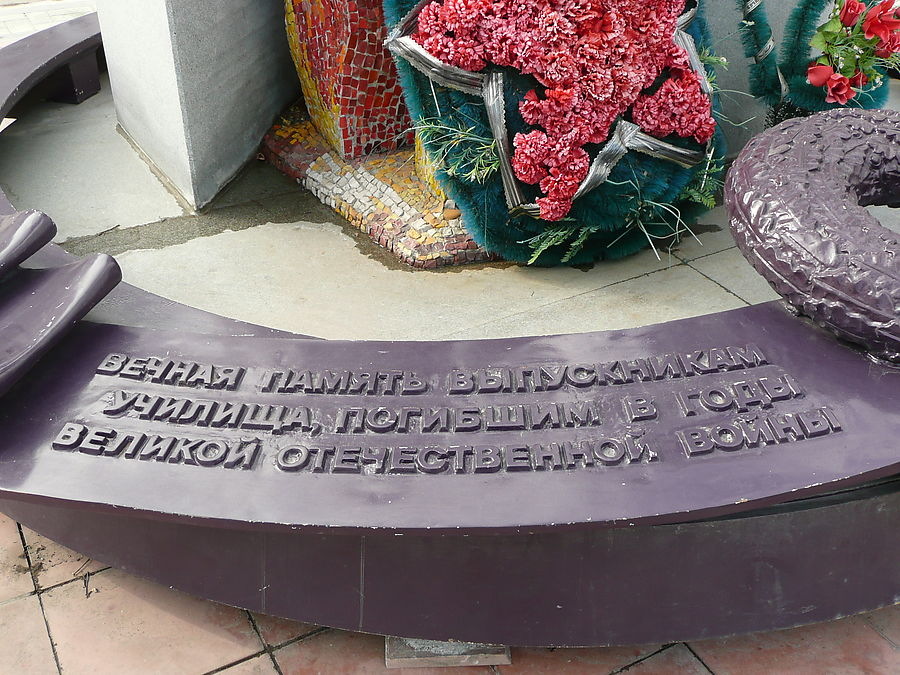 ВЕЧНАЯ ПАМЯТЬ ВЫПУСКНИКАМ
УЧИЛИЩА, ПОГИБШИМ В ГОДЫ
ВЕЛИКОЙ ОТЕЧЕСТВЕННОЙ ВОЙНЫ